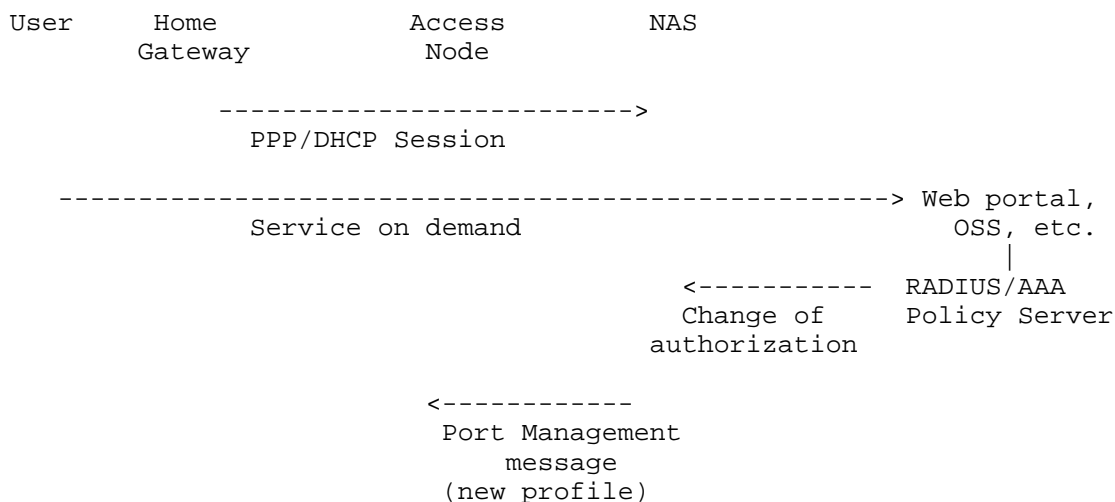 User Home Access NAS
Gateway Node
-------------------------->
PPP/DHCP Session
----------------------------------------------------> Web portal,
Service on demand OSS, etc.
|
<----------- RADIUS/AAA
Change of Policy Server
authorization
<------------
Port Management
message
(new profile)